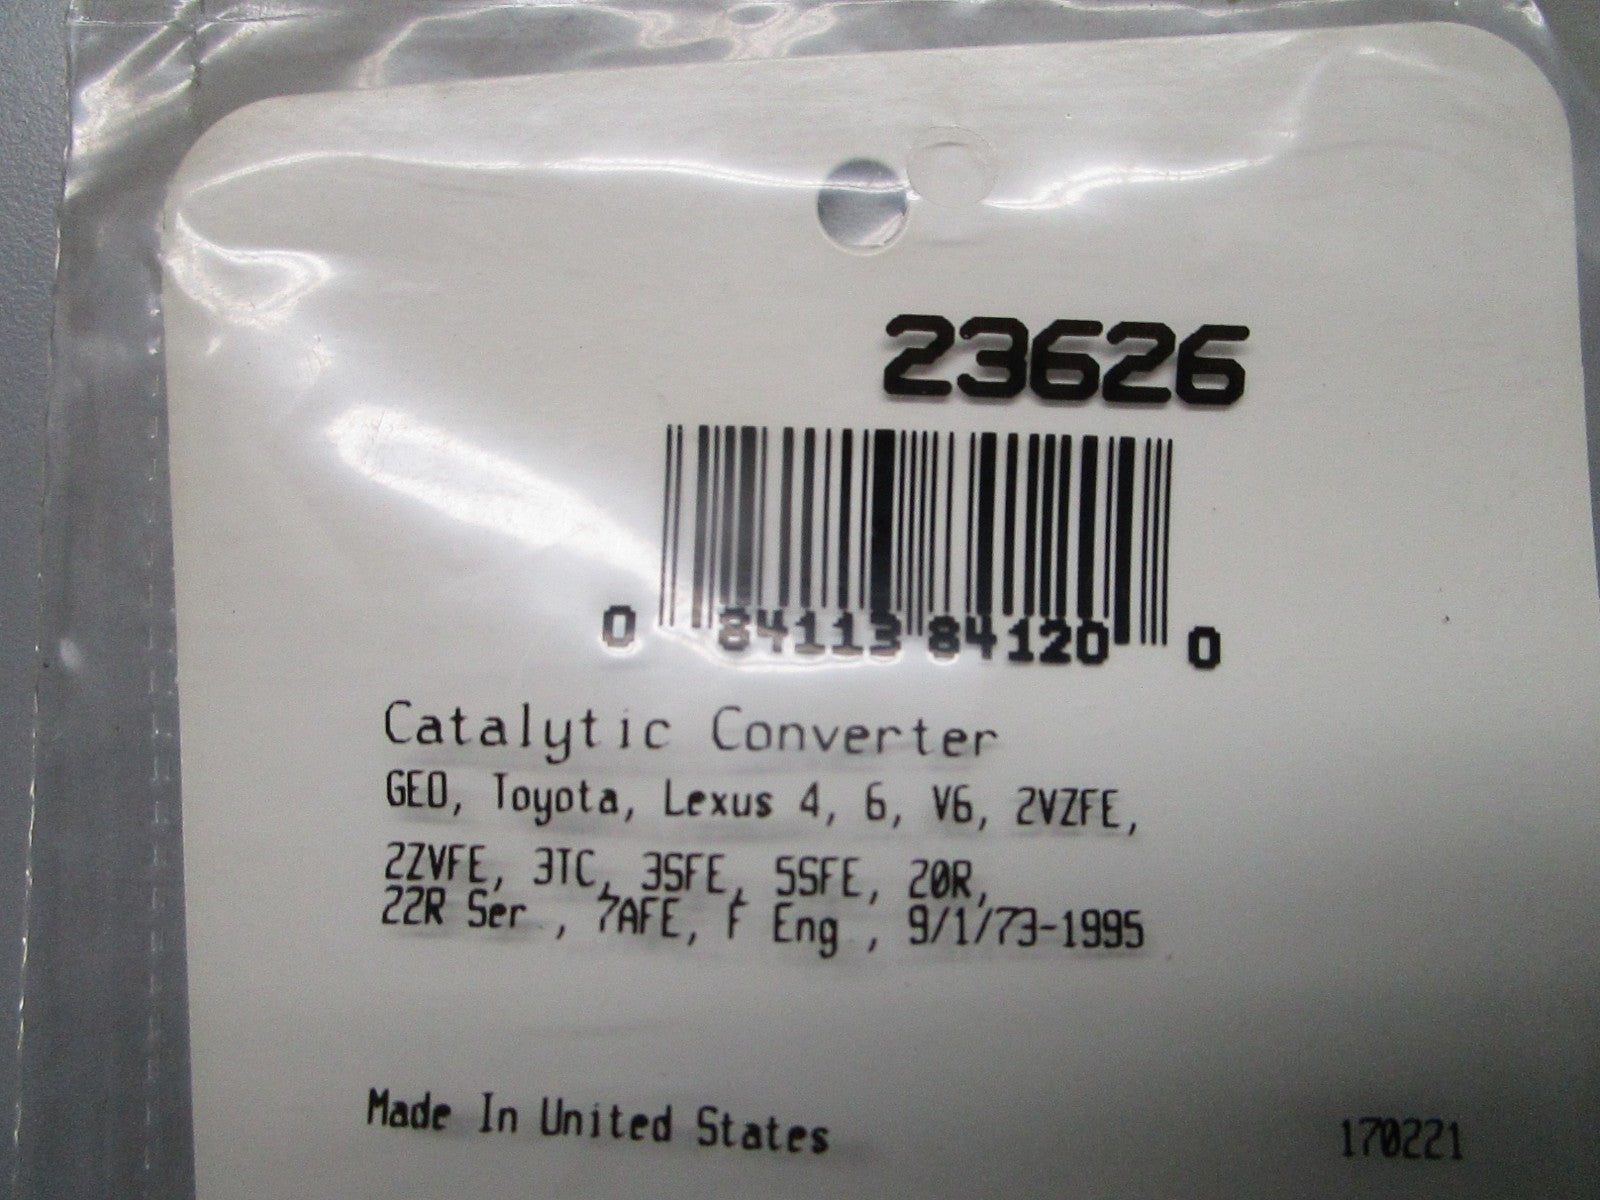 23626
0 84113 84120 0
Catalytic Converter
GEO, Toyota, Lexus 4, 6, V6, 2VZFE,
2ZVFE, 3TC, 3SFE, 5SFE, 20R,
22R Ser , 7AFE, F Eng , 9/1/73-1995
Made In United States
170221